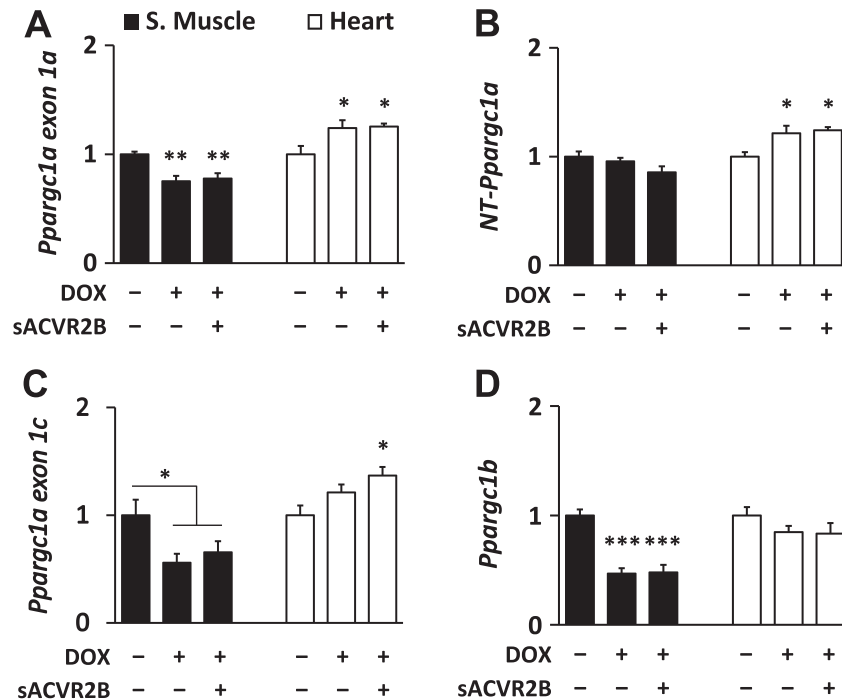 A
■ S. Muscle □ Heart
Ppargc1a exon 1a
2
1
0
** ** * *
DOX – + + – + +
sACVR2B – – + – – +
B
NT-Ppargc1a
2
1
0
* *
DOX – + + – + +
sACVR2B – – + – – +
C
Ppargc1a exon 1c
2
1
0
* *
DOX – + + – + +
sACVR2B – – + – – +
D
Ppargc1b
2
1
0
*** ***
DOX – + + – + +
sACVR2B – – + – – +